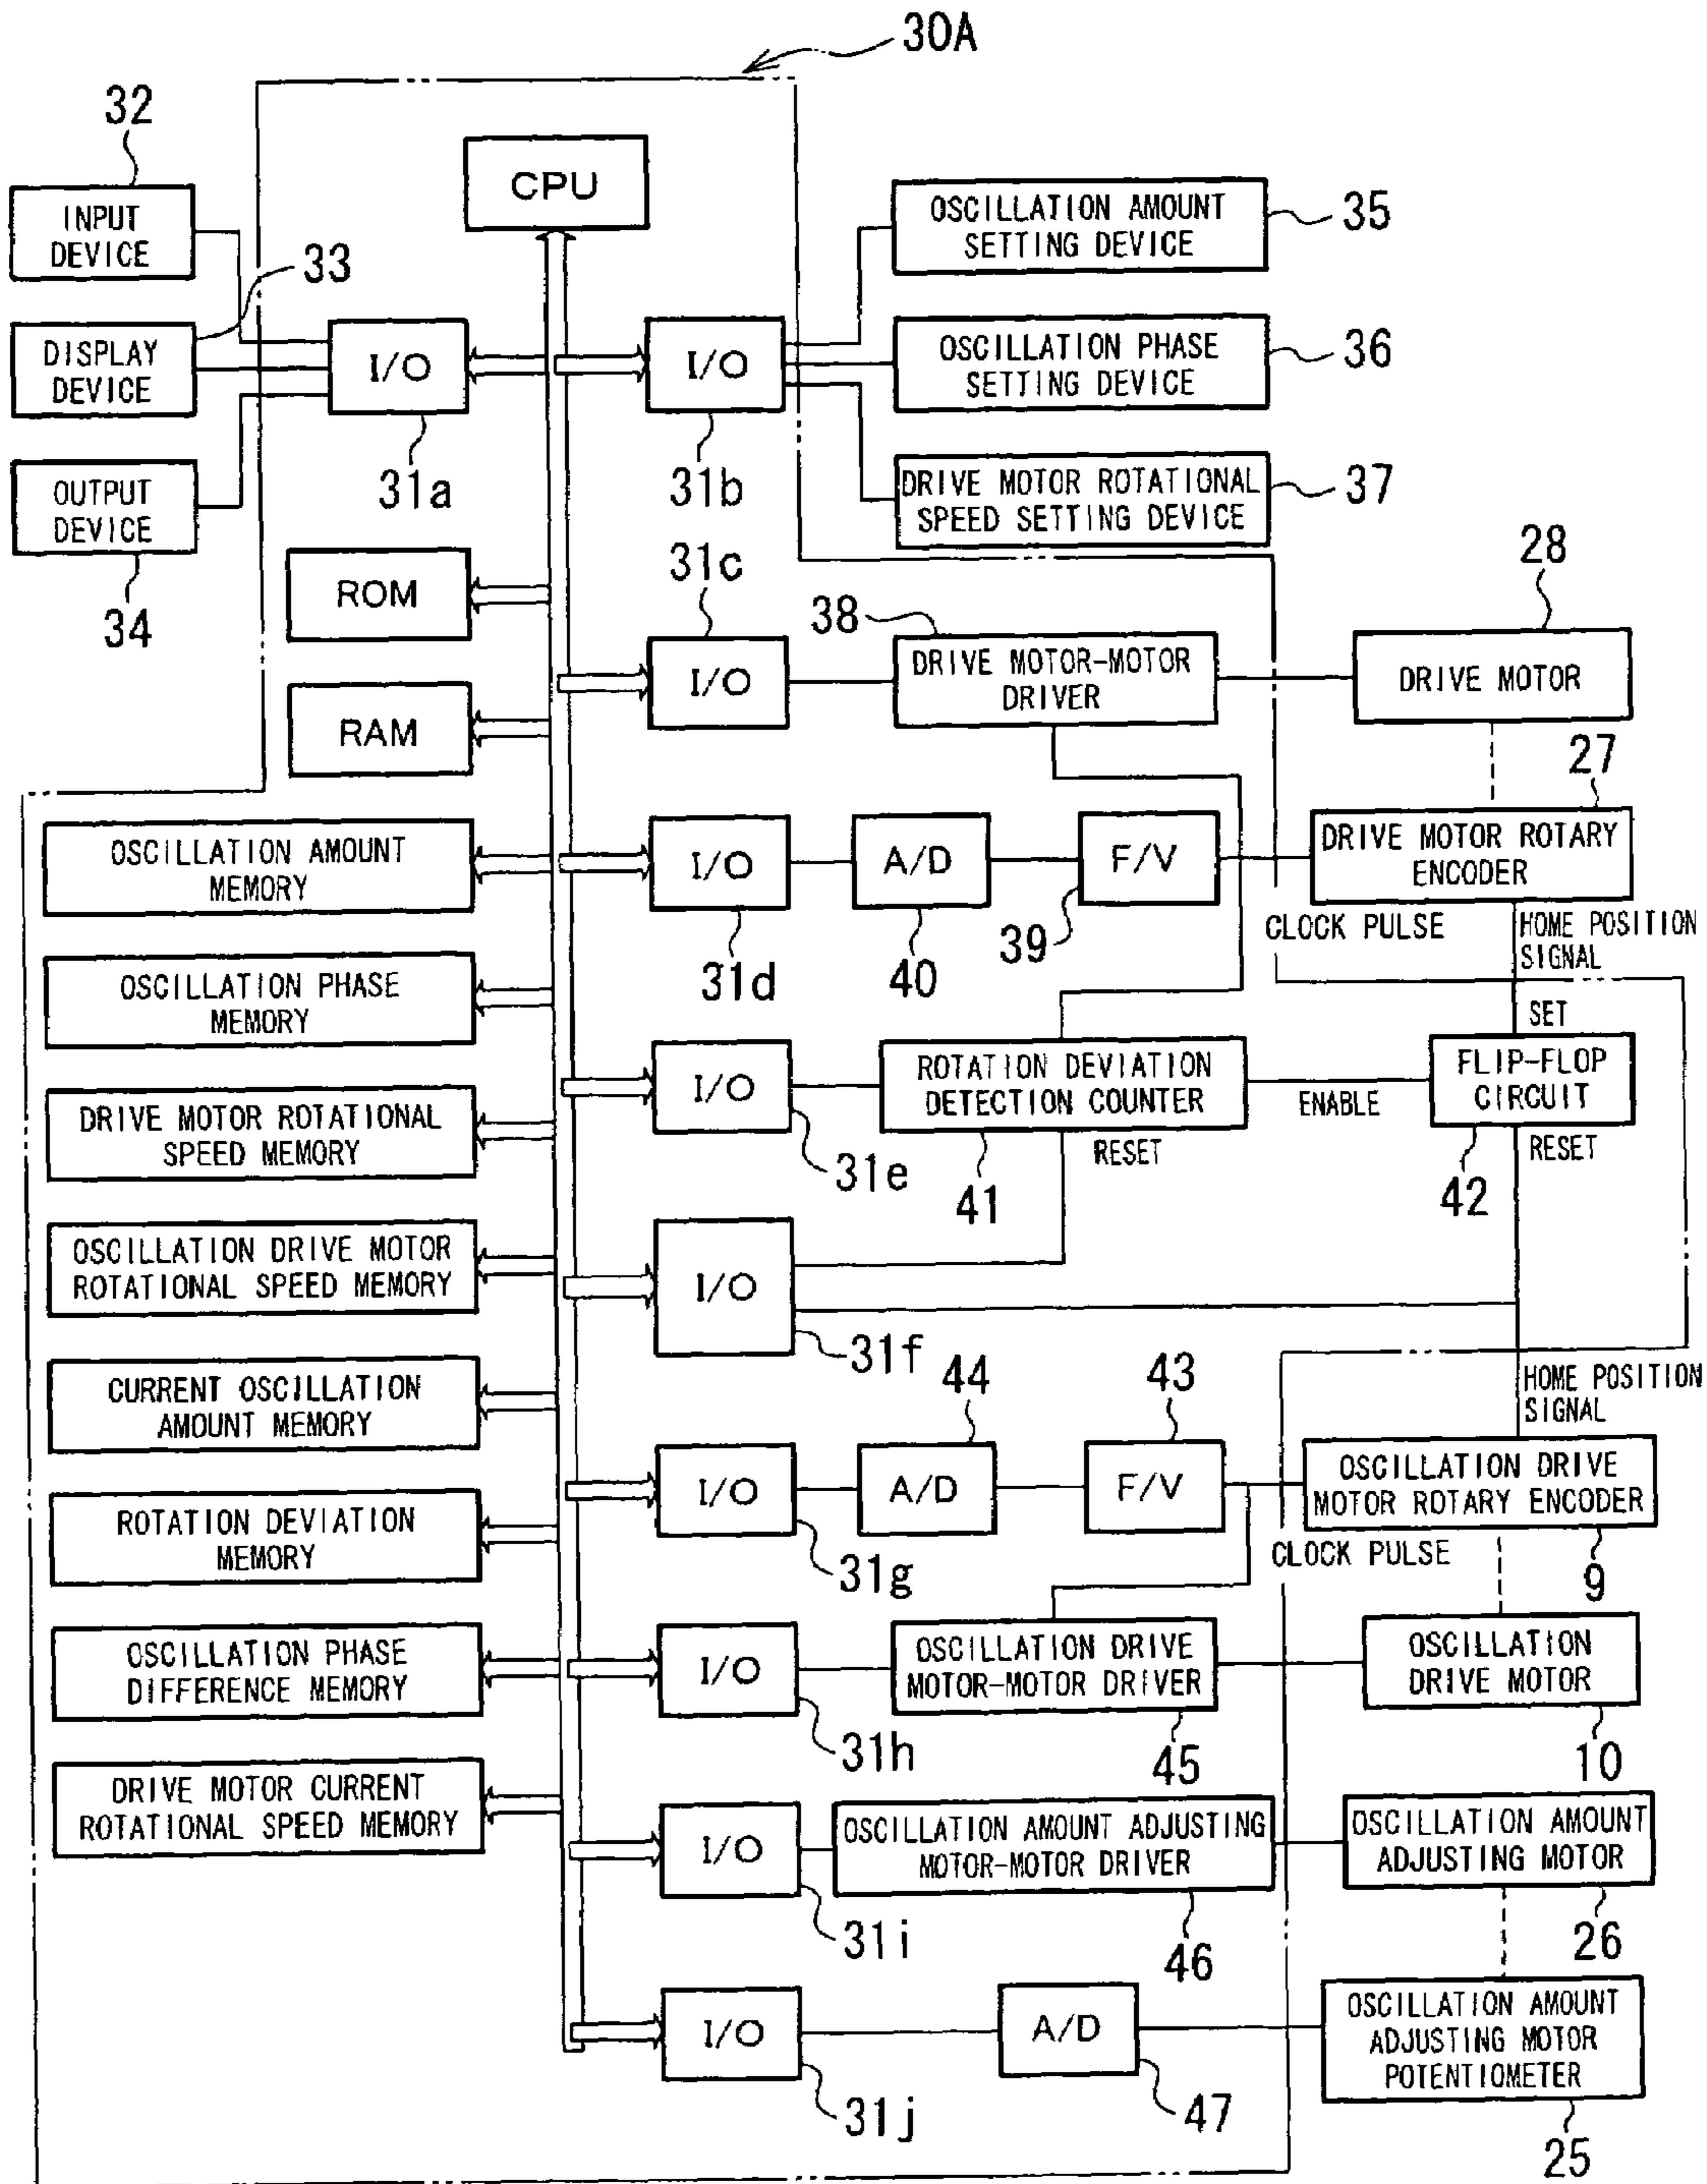 30A
32
INPUT
DEVICE
33
DISPLAY
DEVICE
OUTPUT
DEVICE
34
CPU
I/O
31a
I/O
31b
OSCILLATION AMOUNT
SETTING DEVICE
35
OSCILLATION PHASE
SETTING DEVICE
36
DRIVE MOTOR ROTATIONAL
SPEED SETTING DEVICE
37
ROM
RAM
31c
I/O
38
DRIVE MOTOR-MOTOR
DRIVER
28
DRIVE MOTOR
27
OSCILLATION AMOUNT
MEMORY
I/O
31d
A/D
40
F/V
39
DRIVE MOTOR ROTARY
ENCODER
CLOCK PULSE
HOME POSITION
SIGNAL
OSCILLATION PHASE
MEMORY
SET
I/O
31e
ROTATION DEVIATION
DETECTION COUNTER
41
RESET
ENABLE
FLIP-FLOP
CIRCUIT
42
RESET
DRIVE MOTOR ROTATIONAL
SPEED MEMORY
OSCILLATION DRIVE MOTOR
ROTATIONAL SPEED MEMORY
I/O
31f
CURRENT OSCILLATION
AMOUNT MEMORY
44
43
HOME POSITION
SIGNAL
I/O
31g
A/D
F/V
OSCILLATION DRIVE
MOTOR ROTARY ENCODER
9
CLOCK PULSE
ROTATION DEVIATION
MEMORY
OSCILLATION PHASE
DIFFERENCE MEMORY
I/O
31h
OSCILLATION DRIVE
MOTOR-MOTOR DRIVER
45
OSCILLATION
DRIVE MOTOR
10
DRIVE MOTOR CURRENT
ROTATIONAL SPEED MEMORY
I/O
31i
OSCILLATION AMOUNT ADJUSTING
MOTOR-MOTOR DRIVER
46
OSCILLATION AMOUNT
ADJUSTING MOTOR
26
I/O
31j
A/D
47
OSCILLATION AMOUNT
ADJUSTING MOTOR
POTENTIOMETER
25